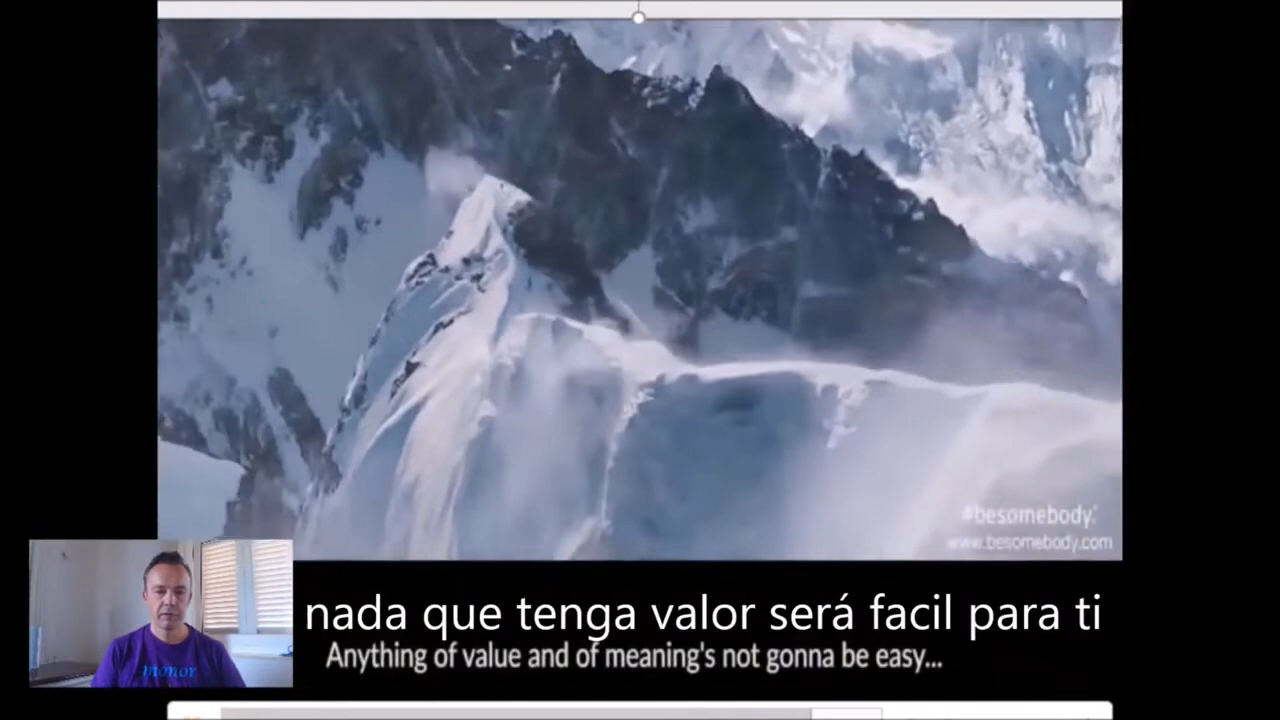 #besomebody.
www.besomebody.com
nada que tenga valor será facil para ti
Anything of value and of meaning's not gonna be easy...
monor